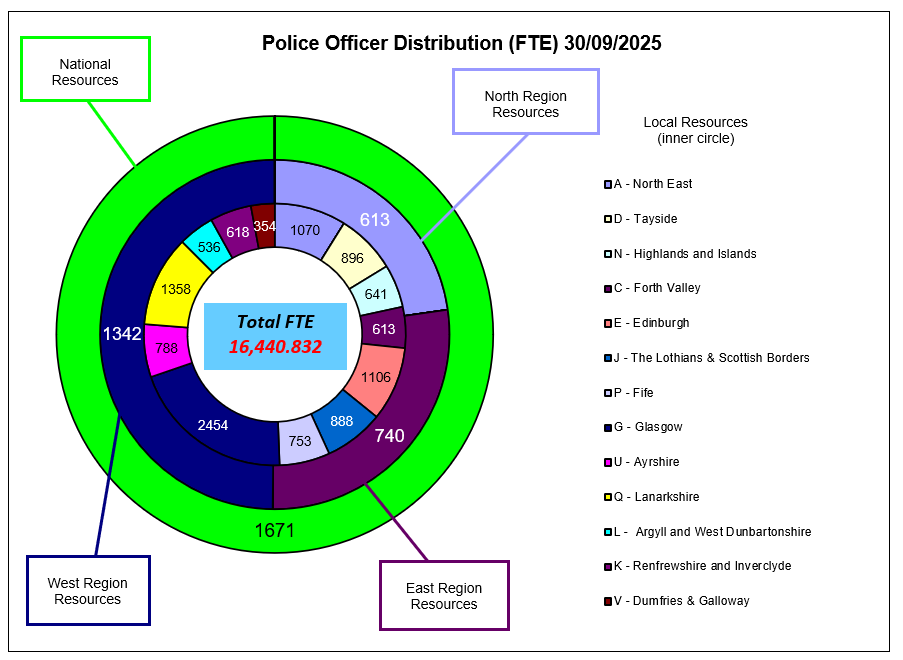 Police Officer Distribution (FTE) 30/09/2025
National
Resources
North Region
Resources
Local Resources
(inner circle)
A - North East
D - Tayside
N - Highlands and Islands
C - Forth Valley
E - Edinburgh
J - The Lothians & Scottish Borders
P - Fife
G - Glasgow
U - Ayrshire
Q - Lanarkshire
L -  Argyll and West Dunbartonshire
K - Renfrewshire and Inverclyde
V - Dumfries & Galloway
613
1070
896
641
613
1106
888
753
2454
788
1358
536
618
354
1342
740
1671
Total FTE
16,440.832
West Region
Resources
East Region
Resources